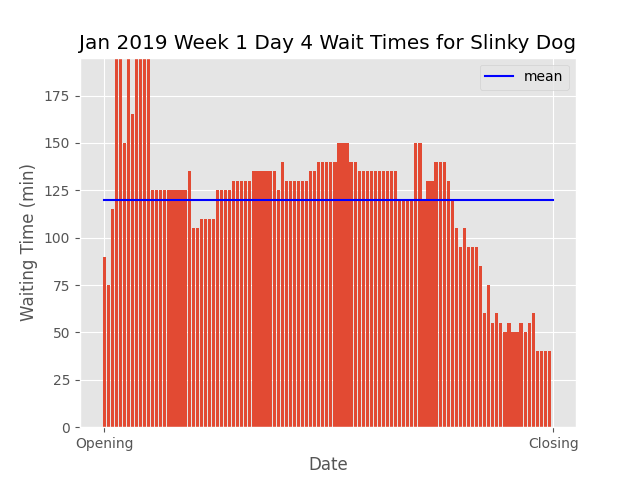 Jan 2019 Week 1 Day 4 Wait Times for Slinky Dog
mean
175
150
125
100
75
50
25
0
Waiting Time (min)
Opening
Closing
Date